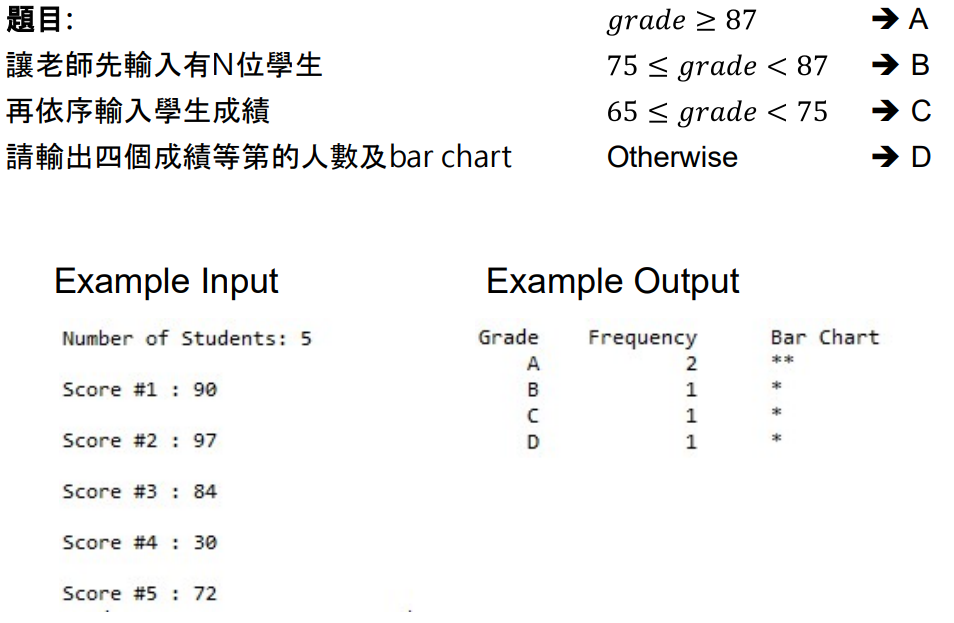 題目:
讓老師先輸入有N位學生
再依序輸入學生成績
請輸出四個成績等第的人數及bar chart
grade ≥ 87 ➔ A
75 ≤ grade < 87 ➔ B
65 ≤ grade < 75 ➔ C
Otherwise ➔ D
Example Input
Number of Students: 5
Score #1 : 90
Score #2 : 97
Score #3 : 84
Score #4 : 30
Score #5 : 72
Example Output
Grade Frequency Bar Chart
A 2 **
B 1 *
C 1 *
D 1 *